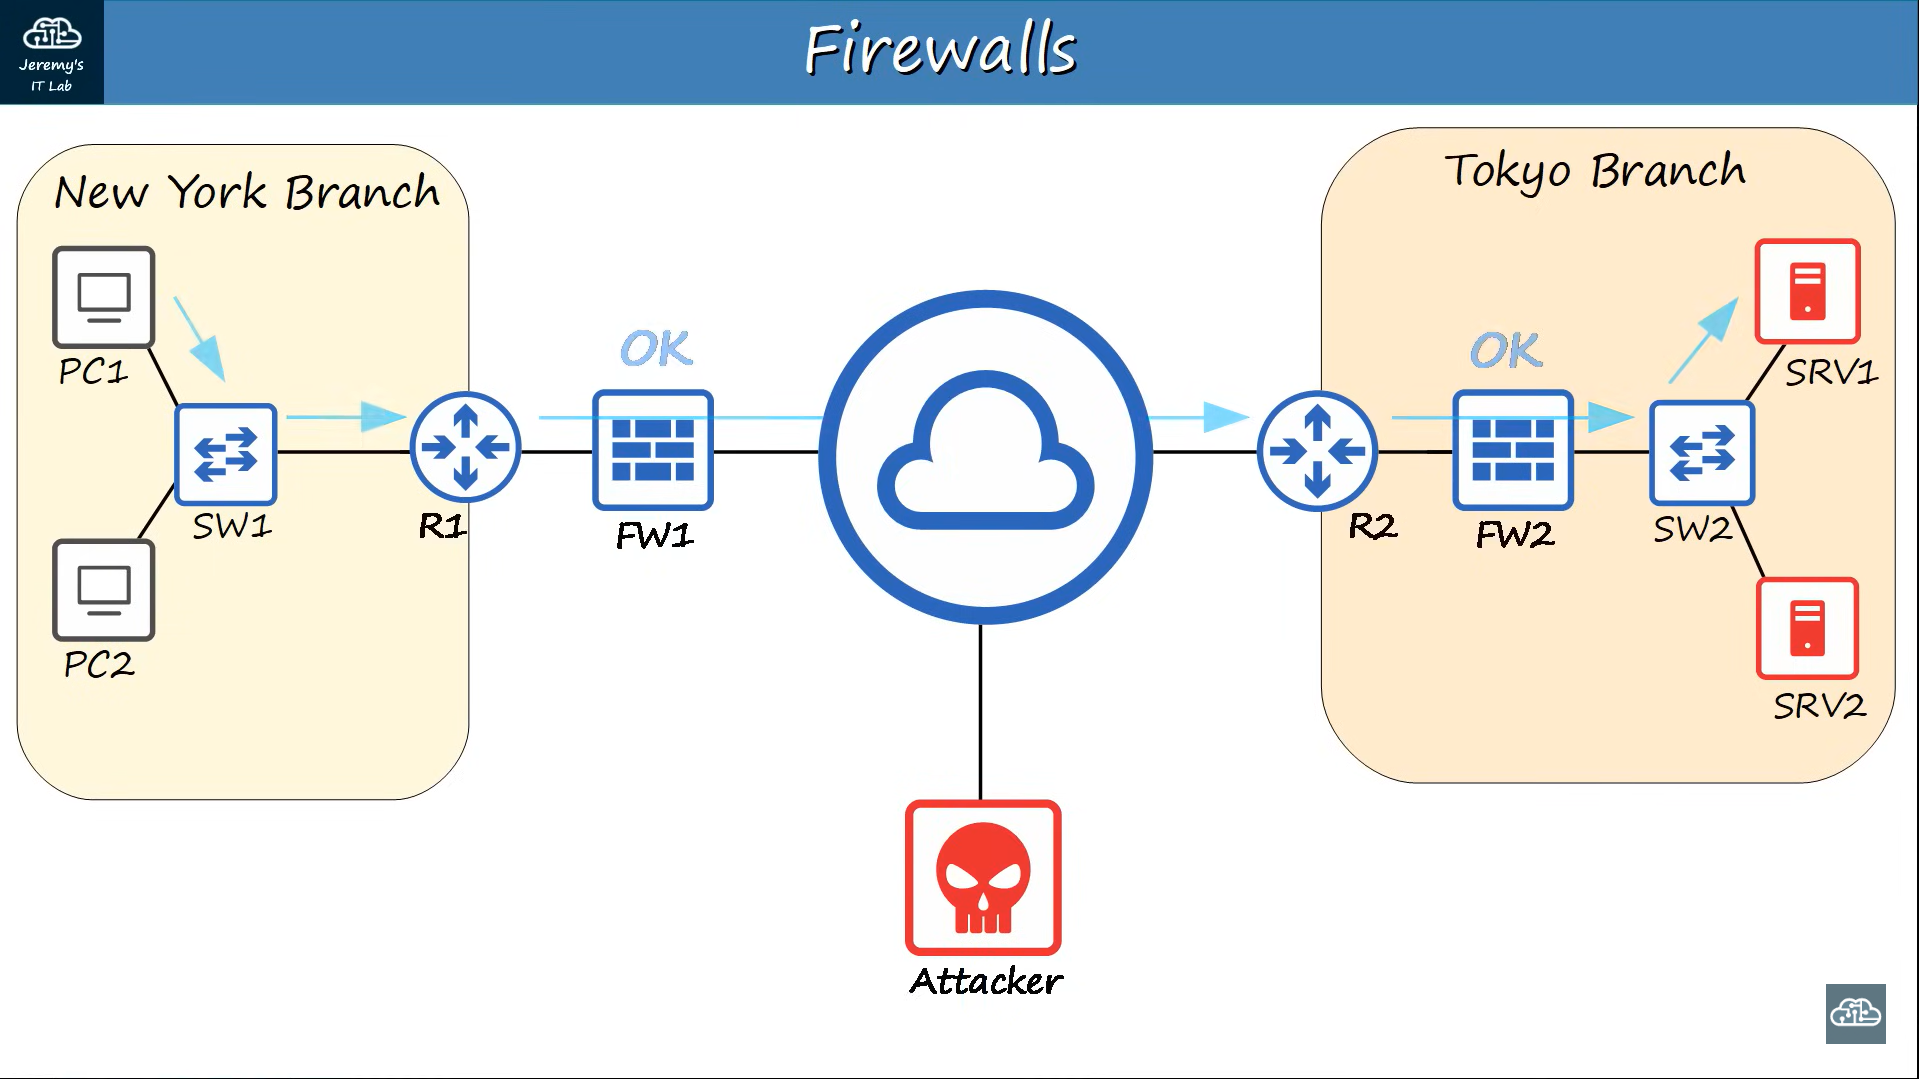 Jeremy's
IT Lab
Firewalls
New York Branch
Tokyo Branch
PC1
OK
OK
SRV1
SW1
R1
FW1
R2
FW2
SW2
PC2
SRV2
Attacker